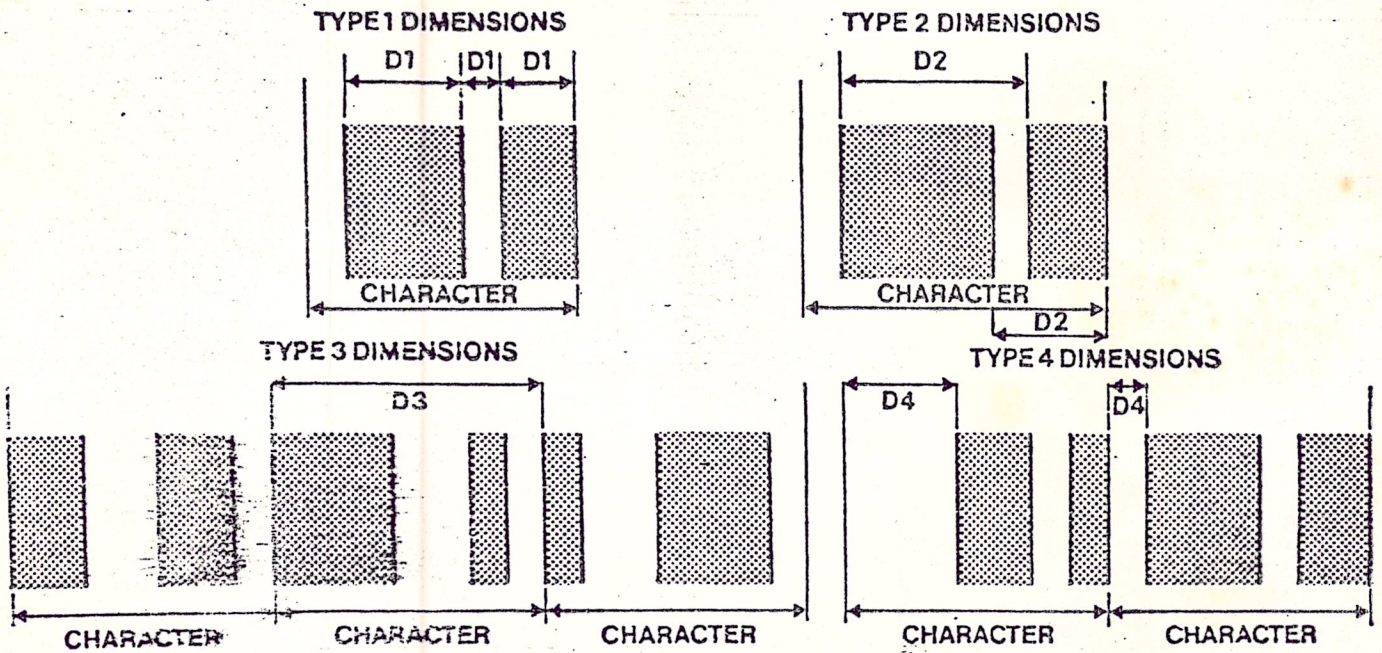 TYPE 1 DIMENSIONS
D1 D1 D1
CHARACTER
TYPE 2 DIMENSIONS
D2
CHARACTER
D2
TYPE 3 DIMENSIONS
D3
CHARACTER CHARACTER CHARACTER
TYPE 4 DIMENSIONS
D4 D4
CHARACTER CHARACTER